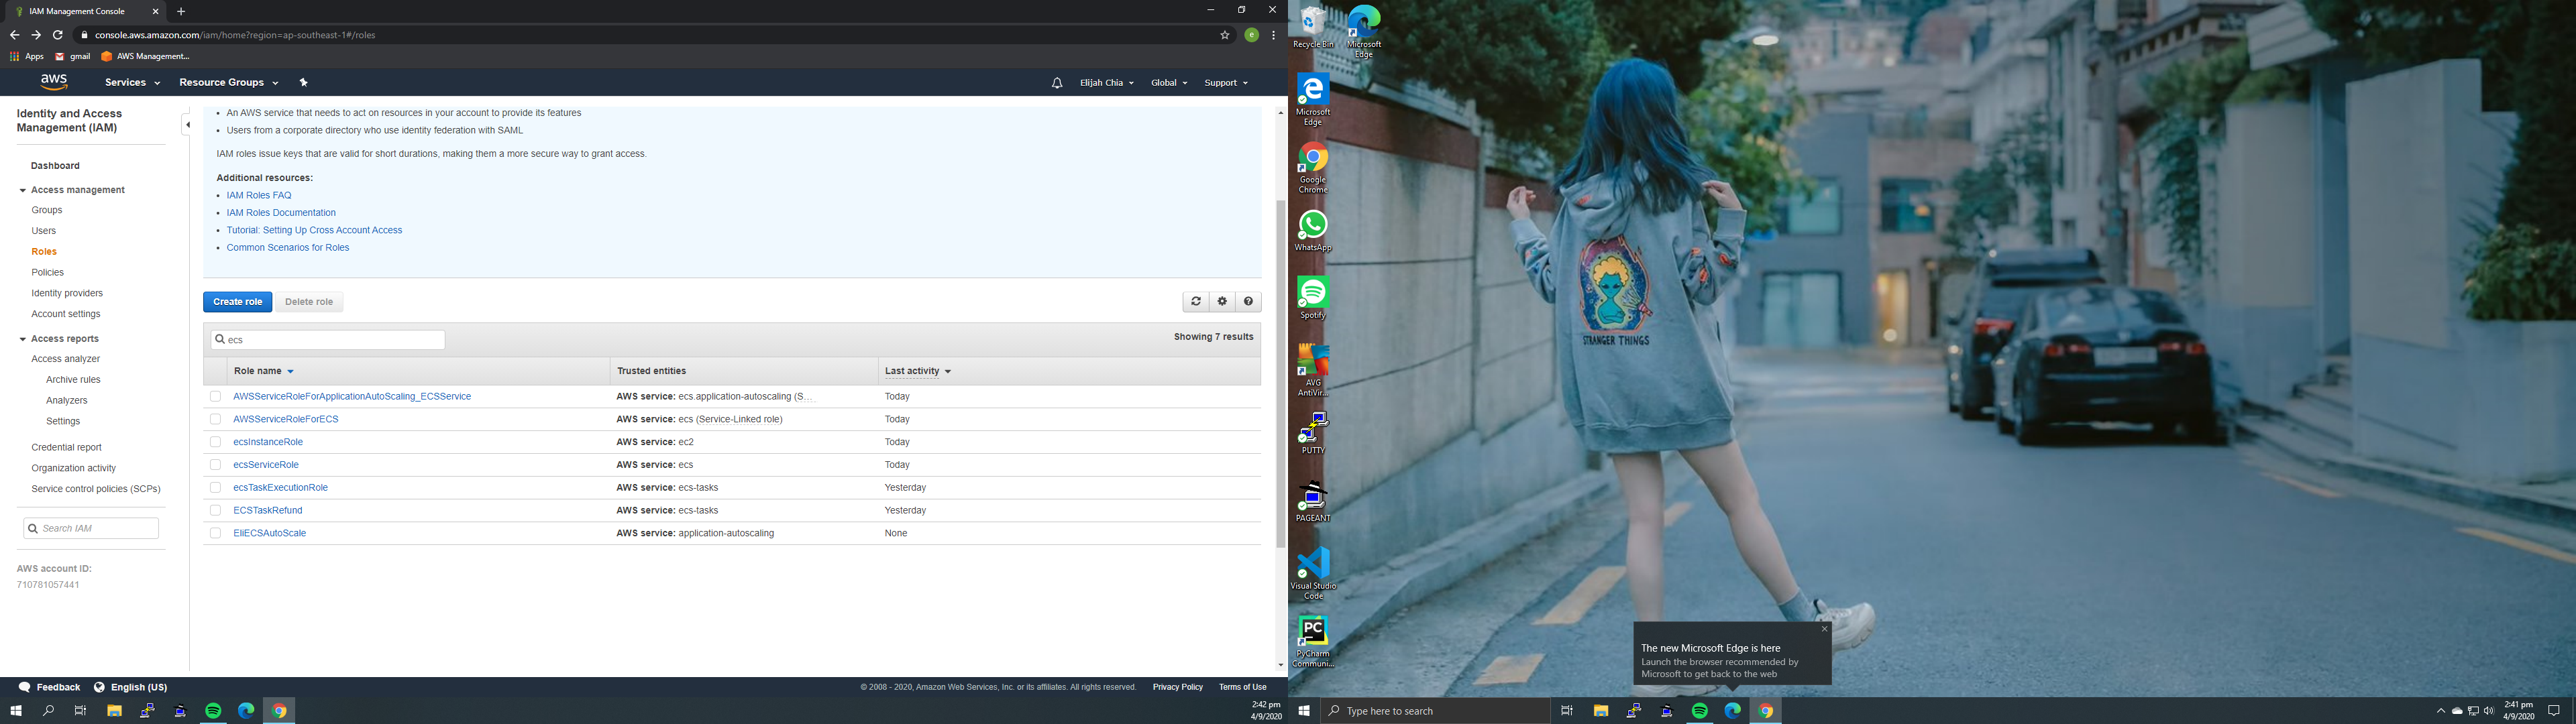 IAM Management Console
console.aws.amazon.com/iam/home?region=ap-southeast-1#/roles
e
Apps gmail AWS Management...
aws Services Resource Groups Elijah Chia Global Support
Identity and Access
Management (IAM)
Dashboard
Access management
Groups
Users
Roles
Policies
Identity providers
Account settings
Access reports
Access analyzer
Archive rules
Analyzers
Settings
Credential report
Organization activity
Service control policies (SCPs)
Search IAM
AWS account ID:
710781057441
• An AWS service that needs to act on resources in your account to provide its features
• Users from a corporate directory who use identity federation with SAML
IAM roles issue keys that are valid for short durations, making them a more secure way to grant access.
Additional resources:
• IAM Roles FAQ
• IAM Roles Documentation
• Tutorial: Setting Up Cross Account Access
• Common Scenarios for Roles
Create role Delete role
ecs Showing 7 results
Role name Trusted entities Last activity
AWSServiceRoleForApplicationAutoScaling_ECSService AWS service: ecs.application-autoscaling (S... Today
AWSServiceRoleForECS AWS service: ecs (Service-Linked role) Today
ecsInstanceRole AWS service: ec2 Today
ecsServiceRole AWS service: ecs Today
ecsTaskExecutionRole AWS service: ecs-tasks Yesterday
ECSTaskRefund AWS service: ecs-tasks Yesterday
EliECSAutoScale AWS service: application-autoscaling None
Feedback English (US) © 2008 - 2020, Amazon Web Services, Inc. or its affiliates. All rights reserved. Privacy Policy Terms of Use
2:42 pm
4/9/2020
Recycle Bin
Microsoft
Edge
Microsoft
Edge
Google
Chrome
WhatsApp
Spotify
AVG
AntiVir...
PUTTY
PAGEANT
Visual Studio
Code
PC
PyCharm
Communi...
STRANGER THINGS
The new Microsoft Edge is here
Launch the browser recommended by
Microsoft to get back to the web
Type here to search
2:41 pm
4/9/2020